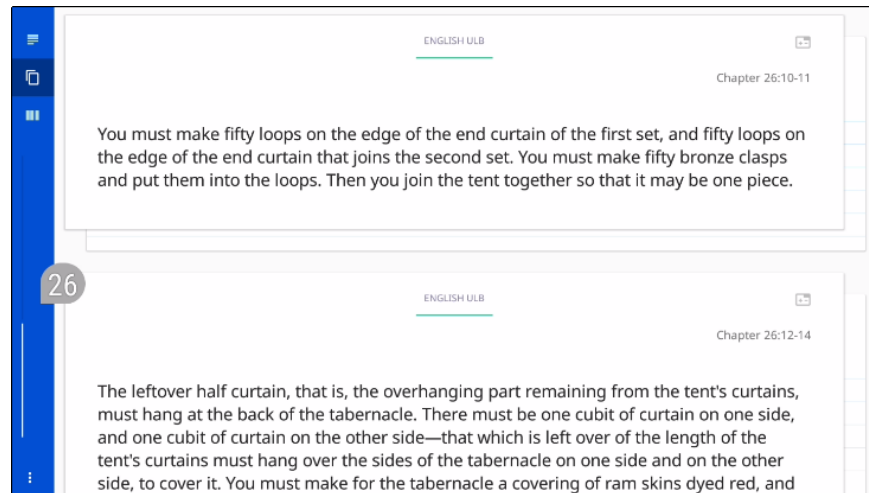 ENGLISH ULB
Chapter 26:10-11
You must make fifty loops on the edge of the end curtain of the first set, and fifty loops on
the edge of the end curtain that joins the second set. You must make fifty bronze clasps
and put them into the loops. Then you join the tent together so that it may be one piece.
26
ENGLISH ULB
Chapter 26:12-14
The leftover half curtain, that is, the overhanging part remaining from the tent's curtains,
must hang at the back of the tabernacle. There must be one cubit of curtain on one side,
and one cubit of curtain on the other side—that which is left over of the length of the
tent's curtains must hang over the sides of the tabernacle on one side and on the other
side, to cover it. You must make for the tabernacle a covering of ram skins dyed red, and